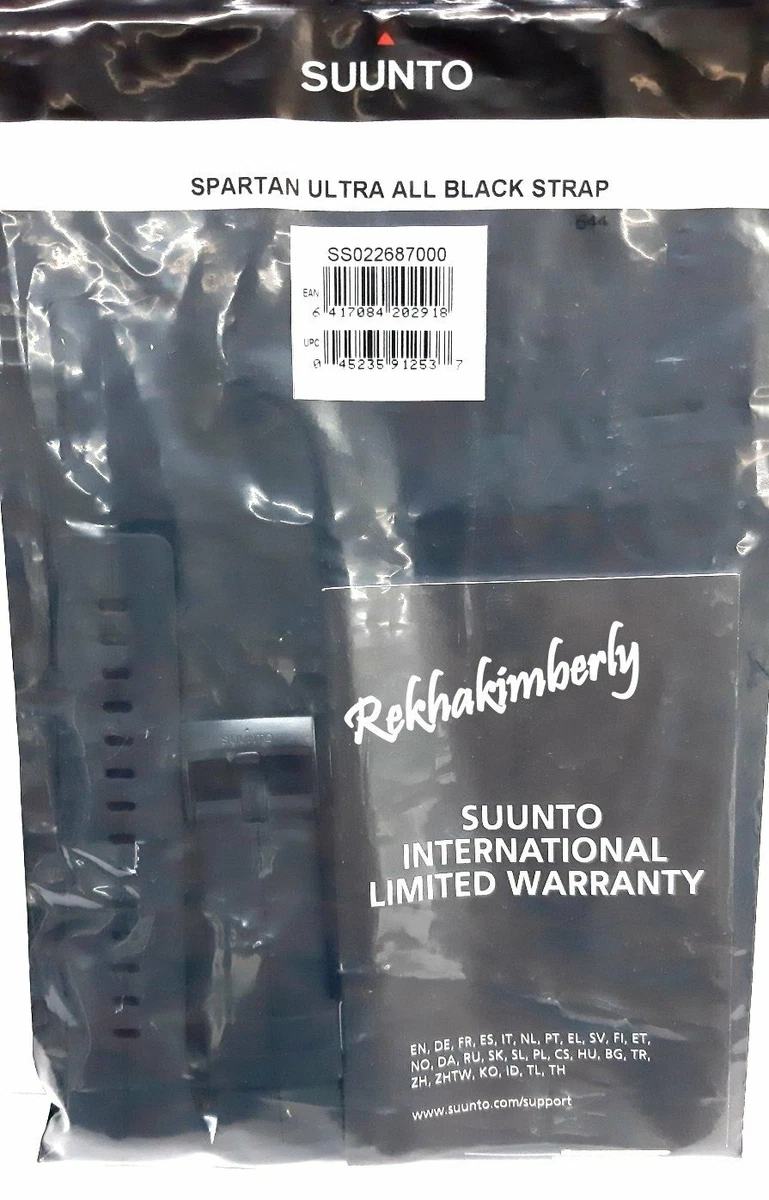 SUUNTO
SPARTAN ULTRA ALL BLACK STRAP
644
SS022687000
EAN
6 417084 202918
UPC
0 45235 91253 7
SUUNTO
Rekhakimberly
SUUNTO
INTERNATIONAL
LIMITED WARRANTY
EN, DE, FR, ES, IT, NL, PT, EL, SV, FI, ET,
NO, DA, RU, SK, SL, PL, CS, HU, BG, TR,
ZH, ZHTW, KO, ID, TL, TH
www.suunto.com/support